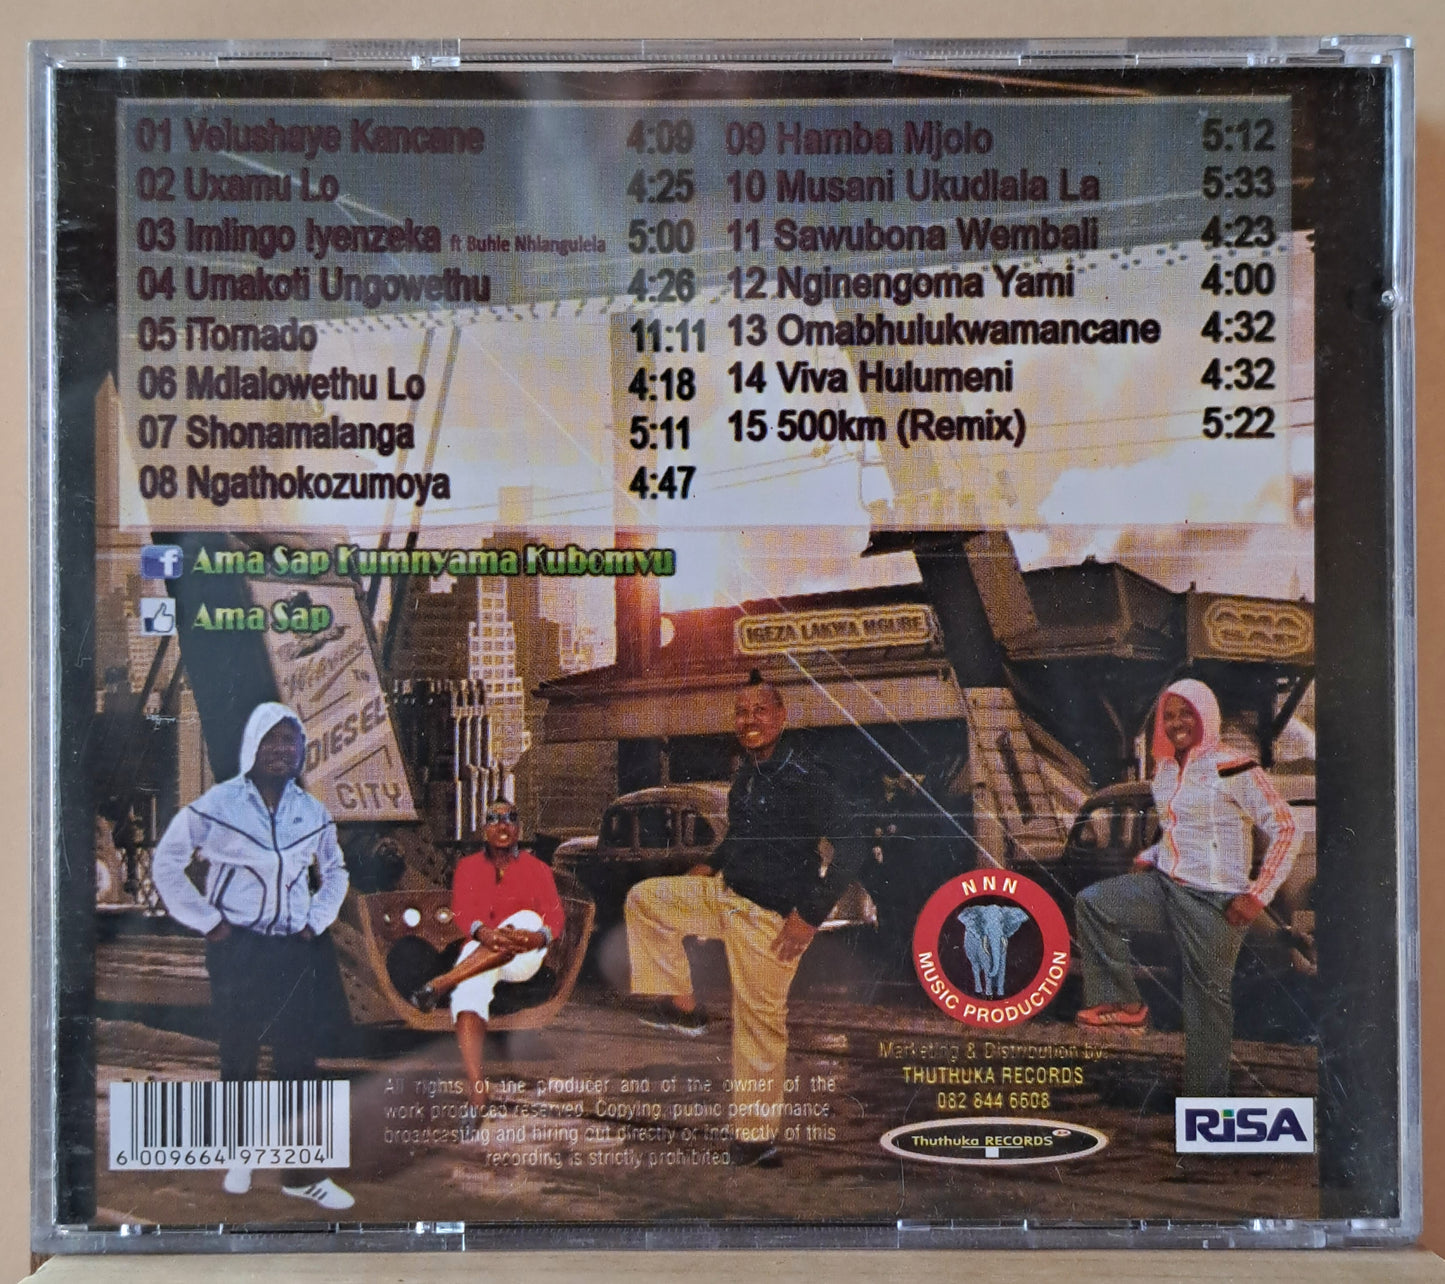 01 Velushaye Kancane 4:09
02 Uxamu Lo 4:25
03 Imlingo Iyenzeka ft Buhle Nhlangulela 5:00
04 Umakoti Ungowethu 4:26
05 iTornado 11:11
06 Mdlalowethu Lo 4:18
07 Shonamalanga 5:11
08 Ngathokozumoya 4:47
09 Hamba Mjolo 5:12
10 Musani Ukudlala La 5:33
11 Sawubona Wembali 4:23
12 Nginengoma Yami 4:00
13 Omabhulukwamancane 4:32
14 Viva Hulumeni 4:32
15 500km (Remix) 5:22
f Ama Sap Kumnyama Kubomvu
Ama Sap
IGEZA LAKWA MGUBE
Welcome
TO
DIESEL
CITY
NNN
MUSIC PRODUCTION
Marketing & Distribution by:
THUTHUKA RECORDS
082 844 6608
Thuthuka RECORDS
RiSA
All rights of the producer and of the owner of the
work produced reserved. Copying, public performance,
broadcasting and hiring out directly or indirectly of this
recording is strictly prohibited.
6 009664 973204